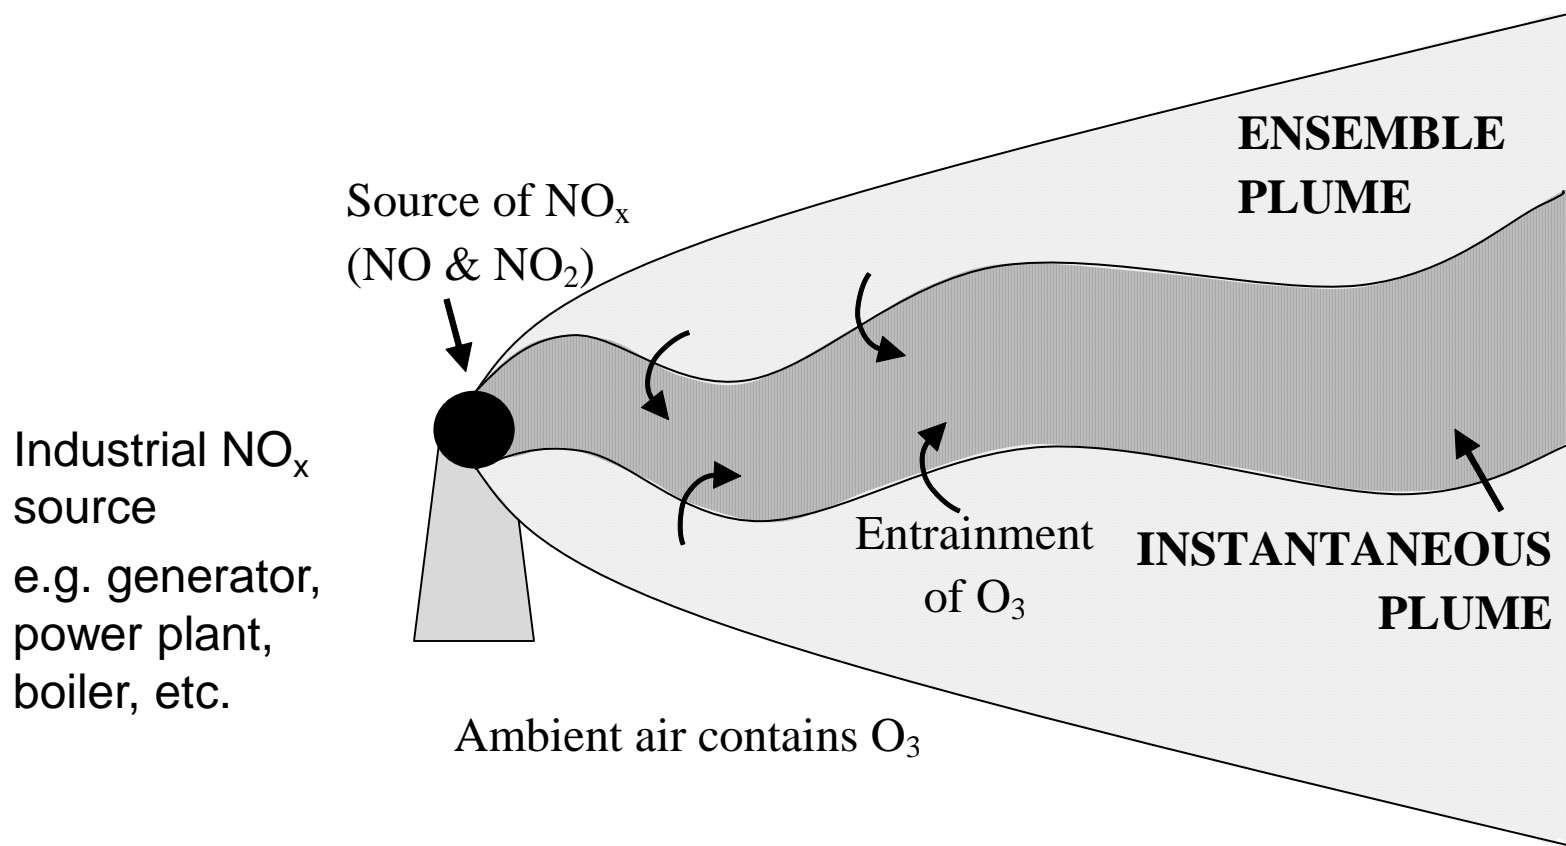 ENSEMBLE
PLUME
Source of NOₓ
(NO & NO₂)
Industrial NOₓ
source
e.g. generator,
power plant,
boiler, etc.
Entrainment
of O₃
INSTANTANEOUS
PLUME
Ambient air contains O₃